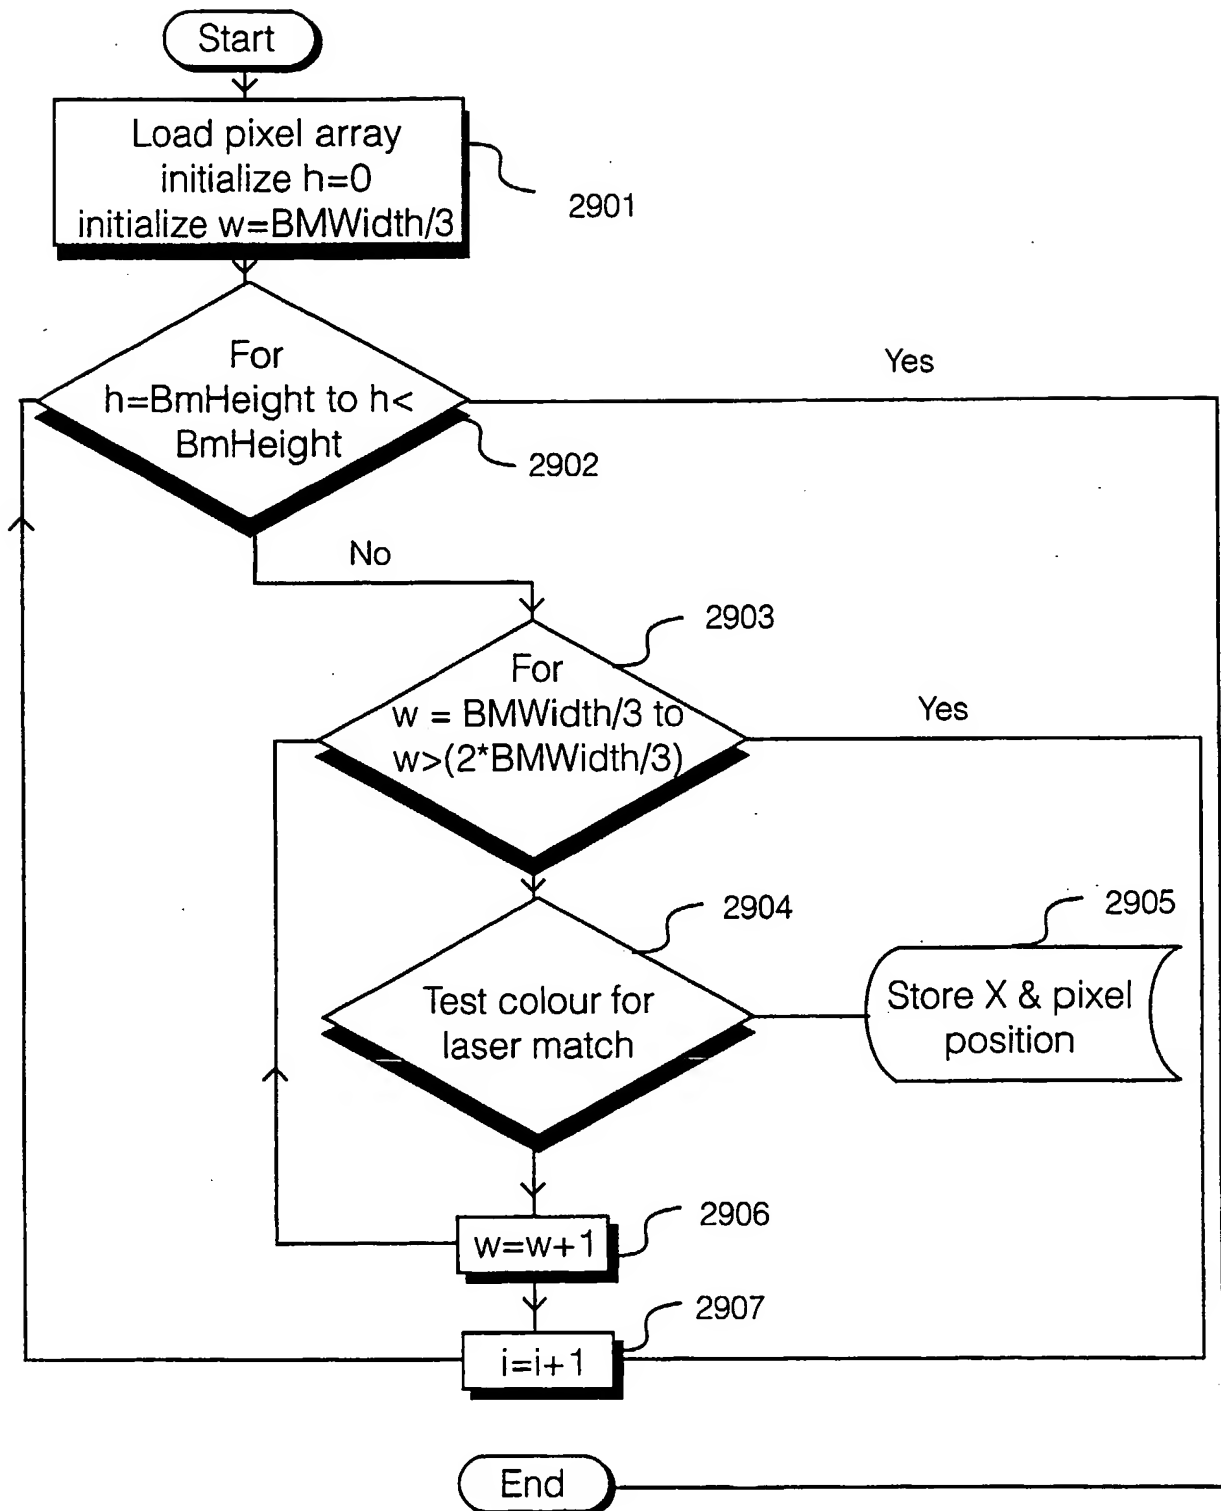 Start
Load pixel array
initialize h=0
initialize w=BMWidth/3
2901
For
h=BmHeight to h<
BmHeight
2902
Yes
No
2903
For
w = BMWidth/3 to
w>(2*BMWidth/3)
Yes
2904
Test colour for
laser match
2905
Store X & pixel
position
2906
w=w+1
2907
i=i+1
End